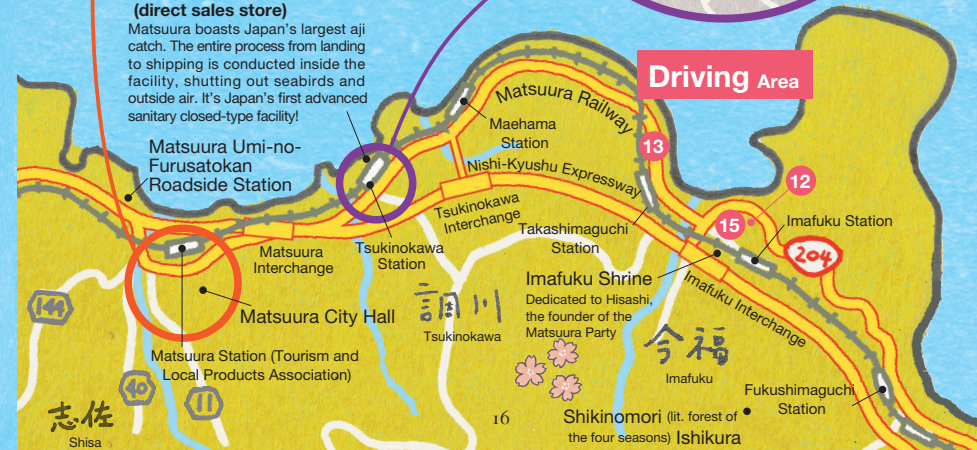 (direct sales store)
Matsuura boasts Japan's largest aji
catch. The entire process from landing
to shipping is conducted inside the
facility, shutting out seabirds and
outside air. It's Japan's first advanced
sanitary closed-type facility!
Driving Area
Matsuura Railway
Maehama
Station
13
Matsuura Umi-no-
Furusatokan
Roadside Station
Nishi-Kyushu Expressway
12
15
Imafuku Station
Tsukinokawa
Interchange
Takashimaguchi
Station
204
Matsuura
Interchange
Tsukinokawa
Station
Imafuku Shrine
Dedicated to Hisashi,
the founder of the
Matsuura Party
Imafuku Interchange
144
Matsuura City Hall
調川
Tsukinokawa
今福
Imafuku
Matsuura Station (Tourism and
Local Products Association)
40
11
志佐
Shisa
16
Fukushimaguchi
Station
Shikinomori (lit. forest of
the four seasons) Ishikura